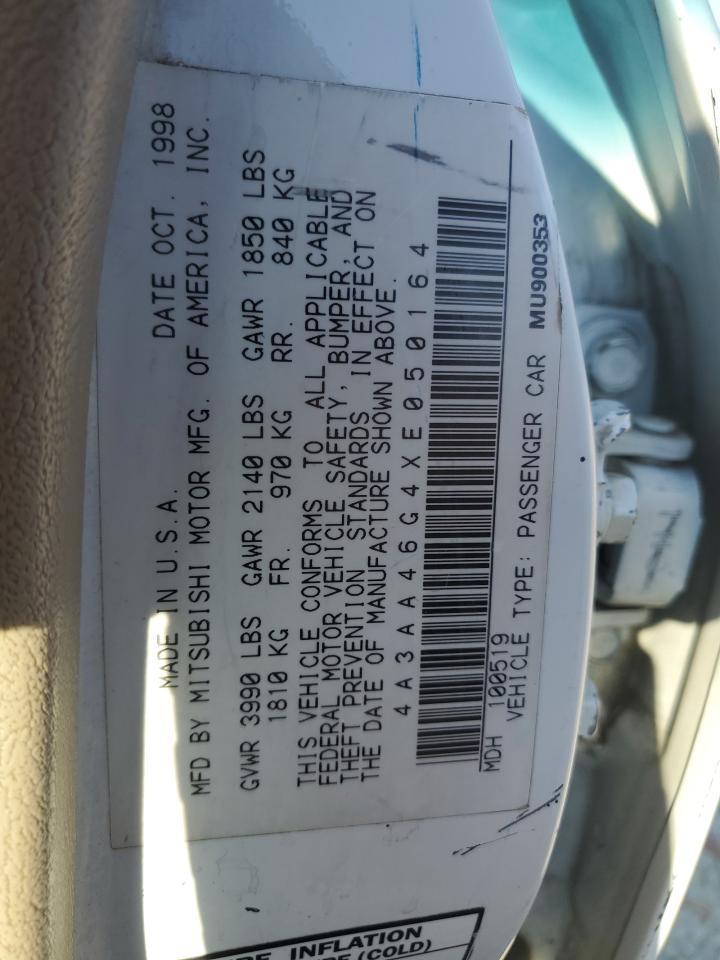 MADE IN U.S.A. DATE OCT. 1998
MFD BY MITSUBISHI MOTOR MFG. OF AMERICA, INC.
GVWR 3990 LBS GAWR 2140 LBS GAWR 1850 LBS
1810 KG FR. 970 KG RR. 840 KG
THIS VEHICLE CONFORMS TO ALL APPLICABLE
FEDERAL MOTOR VEHICLE SAFETY, BUMPER, AND
THEFT PREVENTION STANDARDS IN EFFECT ON
THE DATE OF MANUFACTURE SHOWN ABOVE.
4A3AA46G4XE050164
MDH 100519
VEHICLE TYPE: PASSENGER CAR MU900353
INFLATION
(COLD)